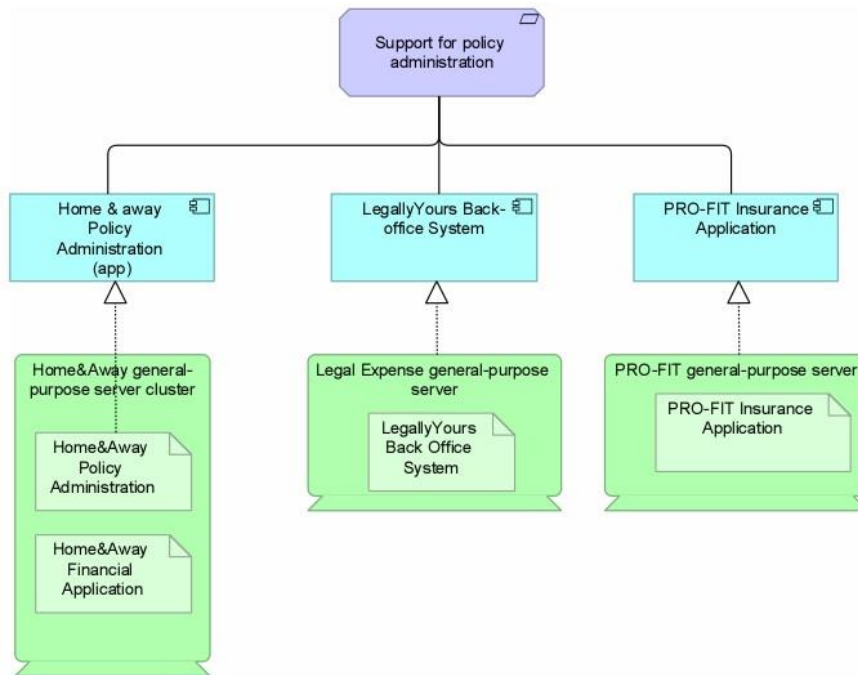 Support for policy
administration
Home & away
Policy
Administration
(app)
LegallyYours Back-
office System
PRO-FIT Insurance
Application
Home&Away general-
purpose server cluster
Home&Away
Policy
Administration
Home&Away
Financial
Application
Legal Expense general-purpose
server
LegallyYours
Back Office
System
PRO-FIT general-purpose server
PRO-FIT Insurance
Application